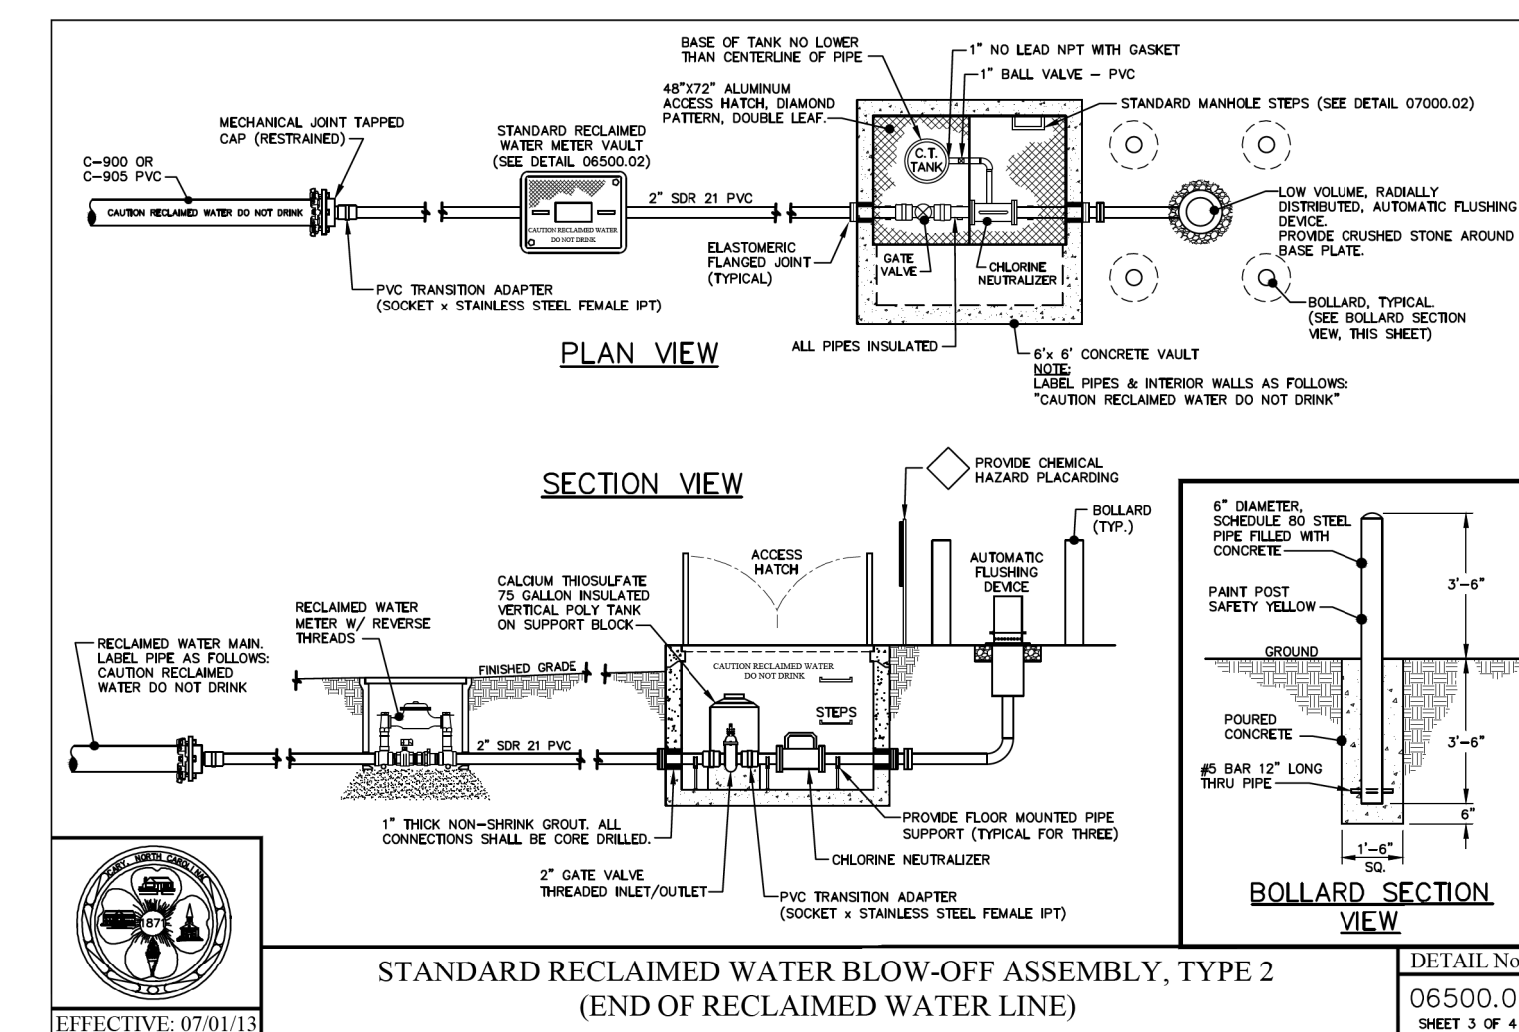 BASE OF TANK NO LOWER
THAN CENTERLINE OF PIPE
1" NO LEAD NPT WITH GASKET
1" BALL VALVE – PVC
48"X72" ALUMINUM
ACCESS HATCH, DIAMOND
PATTERN, DOUBLE LEAF.
STANDARD MANHOLE STEPS (SEE DETAIL 07000.02)
MECHANICAL JOINT TAPPED
CAP (RESTRAINED)
STANDARD RECLAIMED
WATER METER VAULT
(SEE DETAIL 06500.02)
C–900 OR
C–905 PVC
CAUTION RECLAIMED WATER DO NOT DRINK
CAUTION RECLAIMED WATER
DO NOT DRINK
2" SDR 21 PVC
C.T.
TANK
LOW VOLUME, RADIALLY
DISTRIBUTED, AUTOMATIC FLUSHING
DEVICE.
PROVIDE CRUSHED STONE AROUND
BASE PLATE.
ELASTOMERIC
FLANGED JOINT
(TYPICAL)
GATE
VALVE
CHLORINE
NEUTRALIZER
PVC TRANSITION ADAPTER
(SOCKET x STAINLESS STEEL FEMALE IPT)
BOLLARD, TYPICAL.
(SEE BOLLARD SECTION
VIEW, THIS SHEET)
ALL PIPES INSULATED
PLAN VIEW
6'x 6' CONCRETE VAULT
NOTE:
LABEL PIPES & INTERIOR WALLS AS FOLLOWS:
"CAUTION RECLAIMED WATER DO NOT DRINK"
SECTION VIEW
PROVIDE CHEMICAL
HAZARD PLACARDING
BOLLARD
(TYP.)
ACCESS
HATCH
AUTOMATIC
FLUSHING
DEVICE
CALCIUM THIOSULFATE
75 GALLON INSULATED
VERTICAL POLY TANK
ON SUPPORT BLOCK
RECLAIMED WATER
METER W/ REVERSE
THREADS
RECLAIMED WATER MAIN.
LABEL PIPE AS FOLLOWS:
CAUTION RECLAIMED
WATER DO NOT DRINK
FINISHED GRADE
CAUTION RECLAIMED WATER
DO NOT DRINK
STEPS
2" SDR 21 PVC
1" THICK NON–SHRINK GROUT. ALL
CONNECTIONS SHALL BE CORE DRILLED.
PROVIDE FLOOR MOUNTED PIPE
SUPPORT (TYPICAL FOR THREE)
CHLORINE NEUTRALIZER
2" GATE VALVE
THREADED INLET/OUTLET
PVC TRANSITION ADAPTER
(SOCKET x STAINLESS STEEL FEMALE IPT)
6" DIAMETER,
SCHEDULE 80 STEEL
PIPE FILLED WITH
CONCRETE
3'–6"
PAINT POST
SAFETY YELLOW
GROUND
POURED
CONCRETE
3'–6"
#5 BAR 12" LONG
THRU PIPE
6"
1'–6"
SQ.
BOLLARD SECTION
VIEW
CARY, NORTH CAROLINA
1871
EFFECTIVE: 07/01/13
STANDARD RECLAIMED WATER BLOW-OFF ASSEMBLY, TYPE 2
(END OF RECLAIMED WATER LINE)
DETAIL No
06500.0
SHEET 3 OF 4